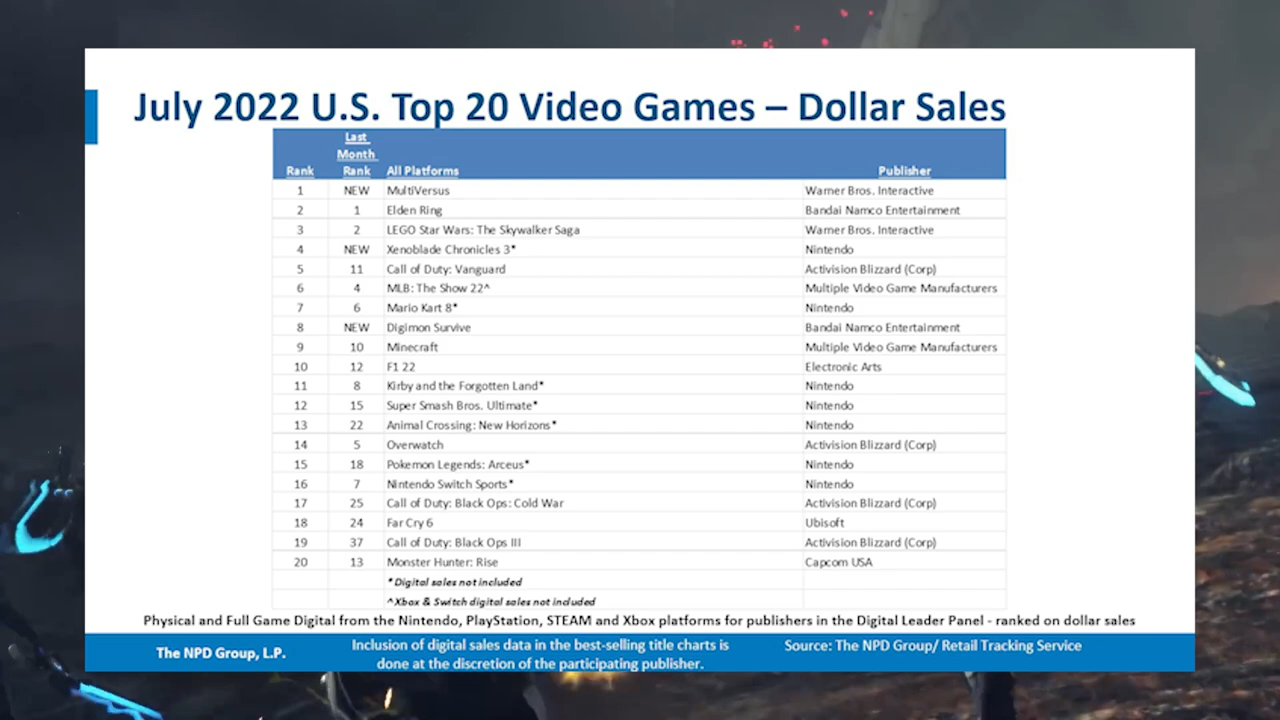 July 2022 U.S. Top 20 Video Games – Dollar Sales
Rank Last Month Rank All Platforms Publisher
1 NEW MultiVersus Warner Bros. Interactive
2 1 Elden Ring Bandai Namco Entertainment
3 2 LEGO Star Wars: The Skywalker Saga Warner Bros. Interactive
4 NEW Xenoblade Chronicles 3* Nintendo
5 11 Call of Duty: Vanguard Activision Blizzard (Corp)
6 4 MLB: The Show 22^ Multiple Video Game Manufacturers
7 6 Mario Kart 8* Nintendo
8 NEW Digimon Survive Bandai Namco Entertainment
9 10 Minecraft Multiple Video Game Manufacturers
10 12 F1 22 Electronic Arts
11 8 Kirby and the Forgotten Land* Nintendo
12 15 Super Smash Bros. Ultimate* Nintendo
13 22 Animal Crossing: New Horizons* Nintendo
14 5 Overwatch Activision Blizzard (Corp)
15 18 Pokemon Legends: Arceus* Nintendo
16 7 Nintendo Switch Sports* Nintendo
17 25 Call of Duty: Black Ops: Cold War Activision Blizzard (Corp)
18 24 Far Cry 6 Ubisoft
19 37 Call of Duty: Black Ops III Activision Blizzard (Corp)
20 13 Monster Hunter: Rise Capcom USA
* Digital sales not included
^Xbox & Switch digital sales not included
Physical and Full Game Digital from the Nintendo, PlayStation, STEAM and Xbox platforms for publishers in the Digital Leader Panel - ranked on dollar sales
The NPD Group, L.P.
Inclusion of digital sales data in the best-selling title charts is
done at the discretion of the participating publisher.
Source: The NPD Group/ Retail Tracking Service